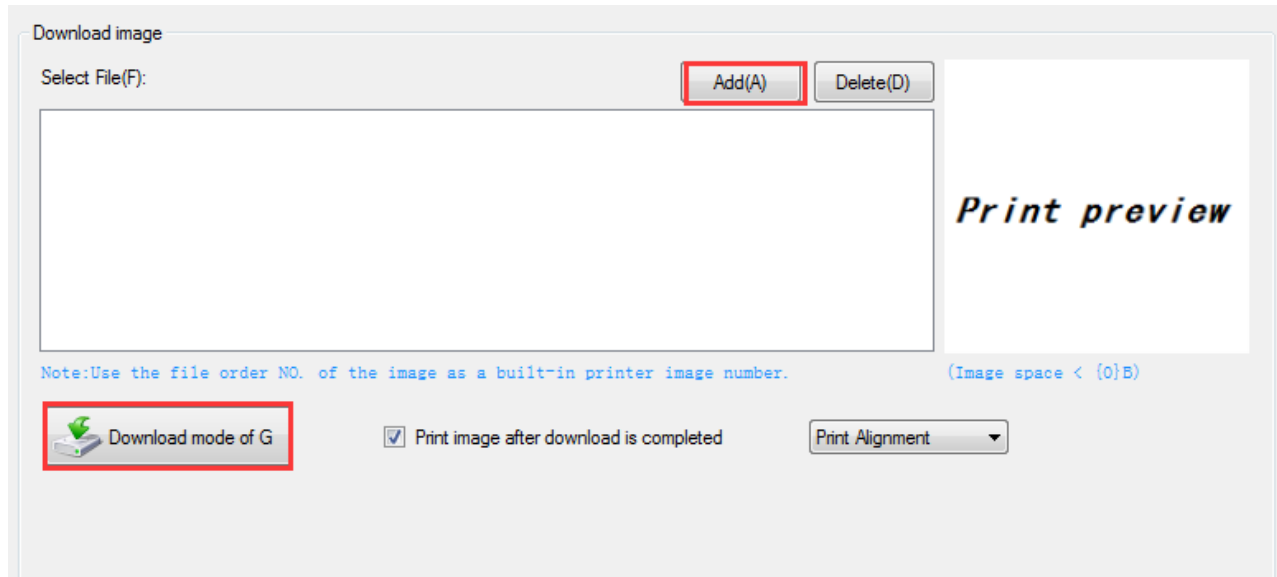 Download image
Select File(F):
Add(A)
Delete(D)
Print preview
Note:Use the file order NO. of the image as a built-in printer image number.
(Image space < {0}B)
Download mode of G
Print image after download is completed
Print Alignment